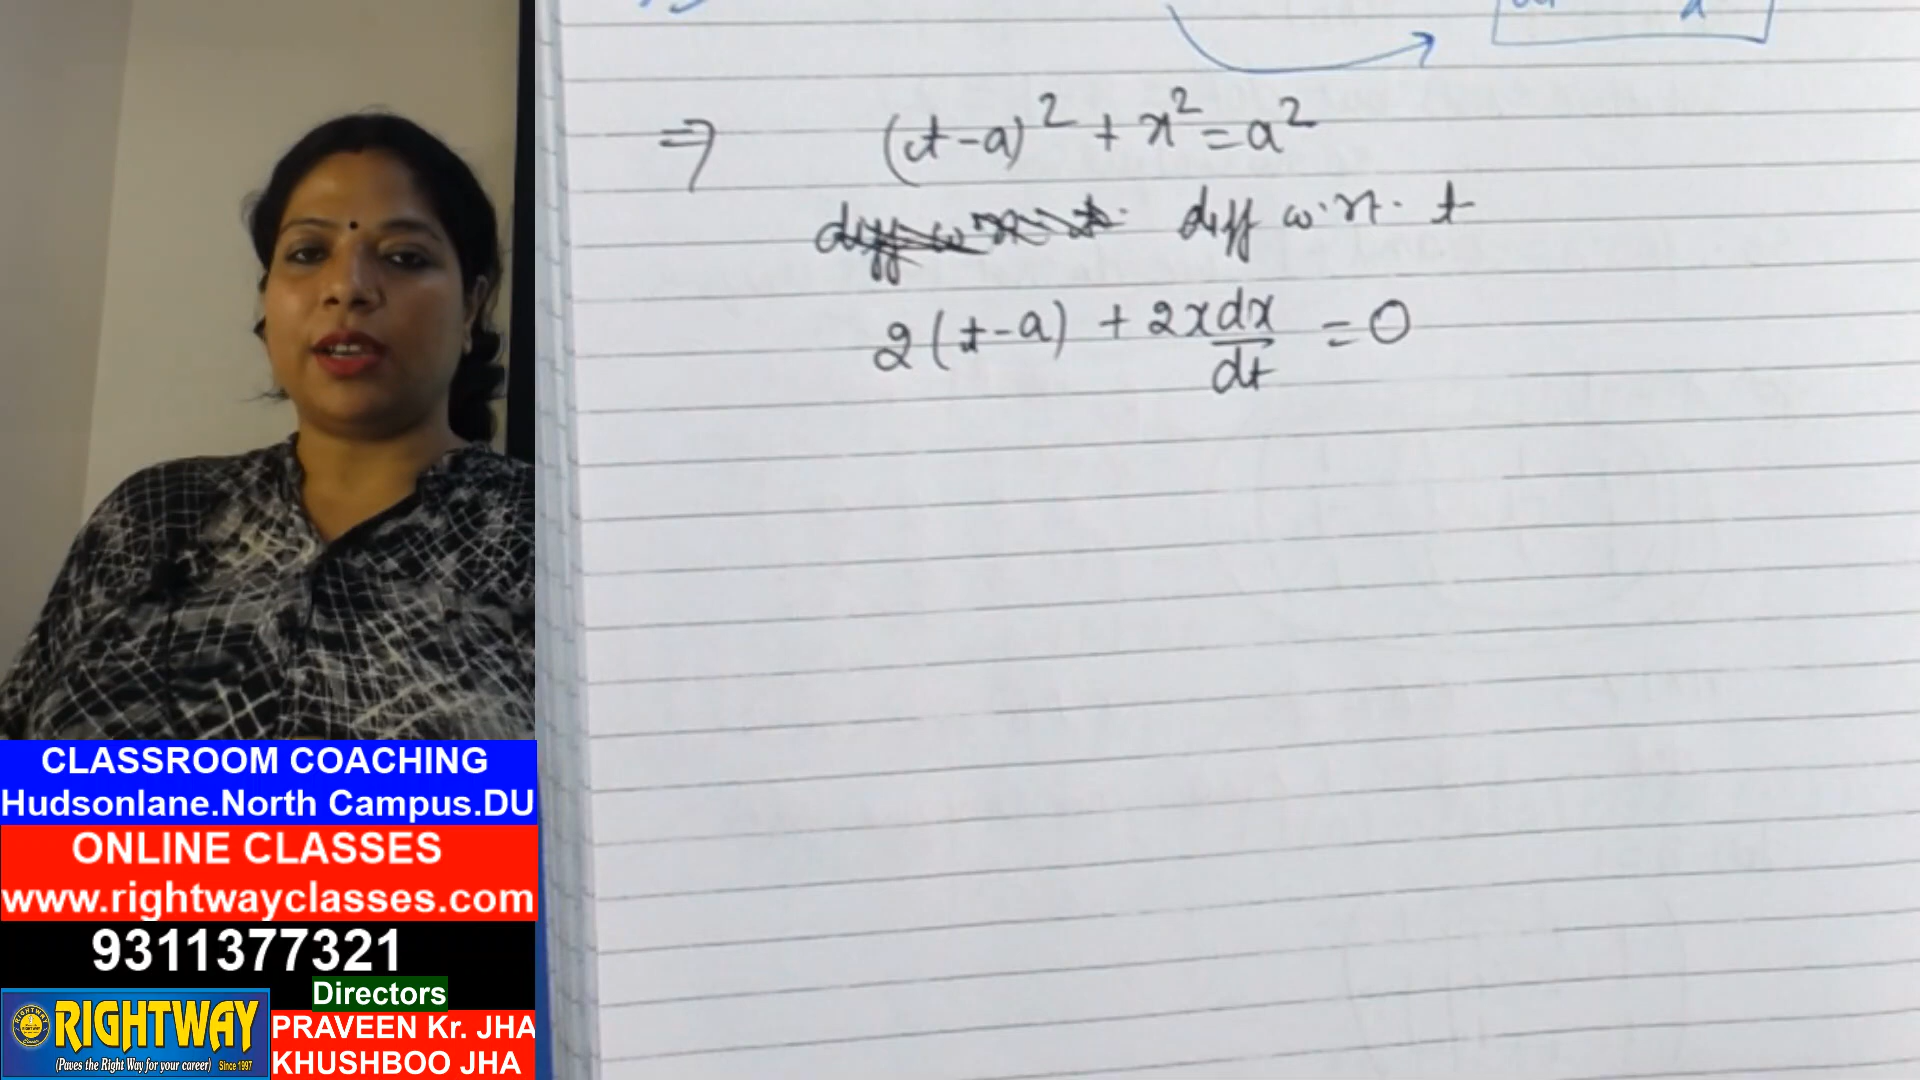 ⇒ (t-a)² + x² = a²
diff w.r.t. diff w.r.t. t
2(t-a) + 2x dx/dt = 0
CLASSROOM COACHING
Hudsonlane.North Campus.DU
ONLINE CLASSES
www.rightwayclasses.com
9311377321
Directors
PRAVEEN Kr. JHA
KHUSHBOO JHA
RIGHTWAY
(Paves the Right Way for your career) Since 1997